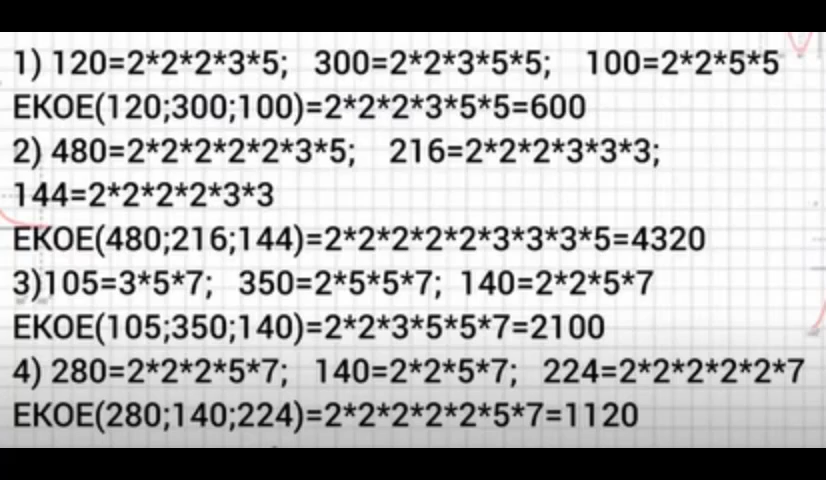 1) 120=2*2*2*3*5; 300=2*2*3*5*5; 100=2*2*5*5
ЕКОЕ(120;300;100)=2*2*2*3*5*5=600
2) 480=2*2*2*2*2*3*5; 216=2*2*2*3*3*3;
144=2*2*2*2*3*3
ЕКОЕ(480;216;144)=2*2*2*2*2*3*3*3*5=4320
3)105=3*5*7; 350=2*5*5*7; 140=2*2*5*7
ЕКОЕ(105;350;140)=2*2*3*5*5*7=2100
4) 280=2*2*2*5*7; 140=2*2*5*7; 224=2*2*2*2*2*7
ЕКОЕ(280;140;224)=2*2*2*2*2*5*7=1120